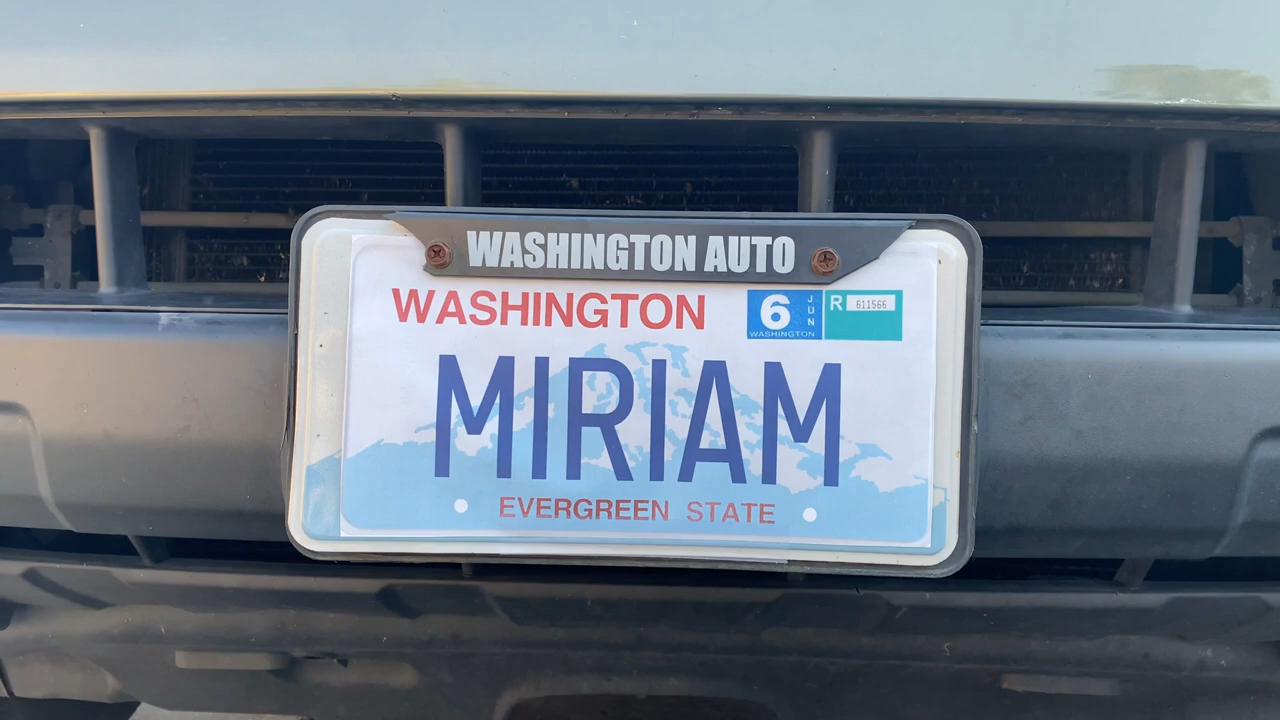 WASHINGTON AUTO
WASHINGTON
6 JUN
WASHINGTON
R 611566
MIRIAM
EVERGREEN STATE